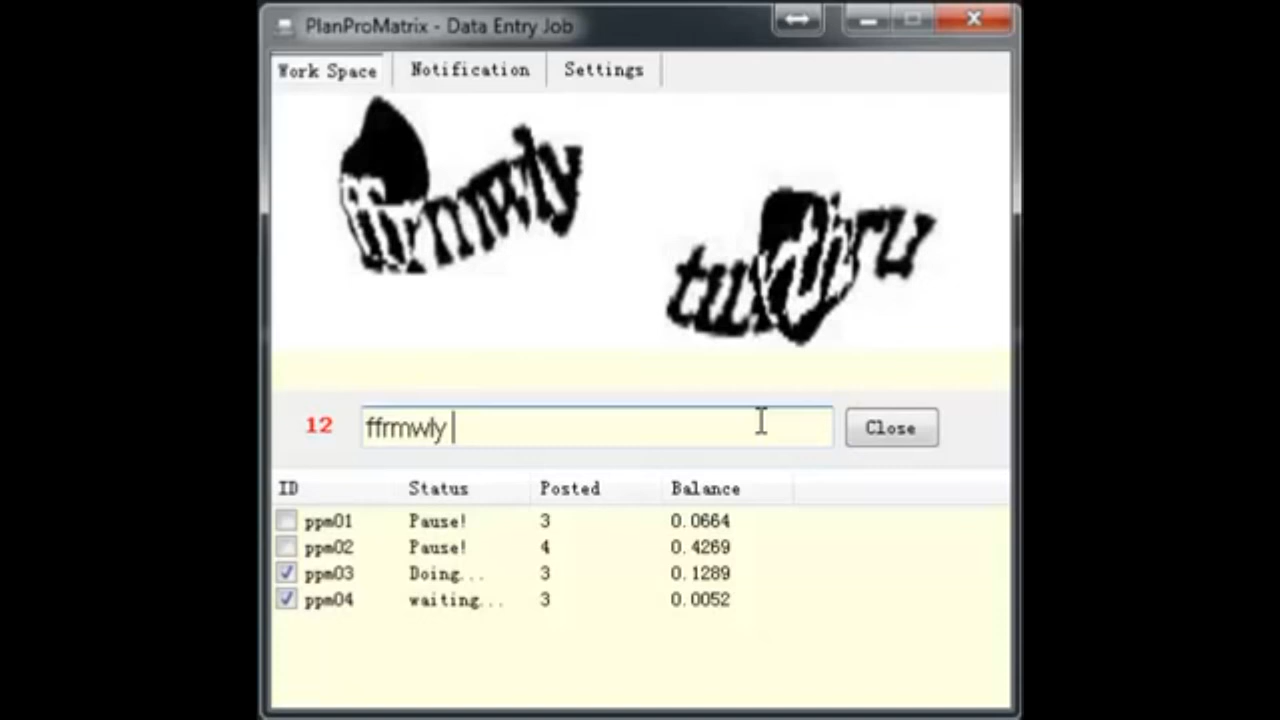 PlanProMatrix - Data Entry Job
Work Space Notification Settings
ffrmwly
12 ffrmwly Close
ID Status Posted Balance
ppm01 Pause! 3 0.0664
ppm02 Pause! 4 0.4269
ppm03 Doing... 3 0.1289
ppm04 waiting... 3 0.0052